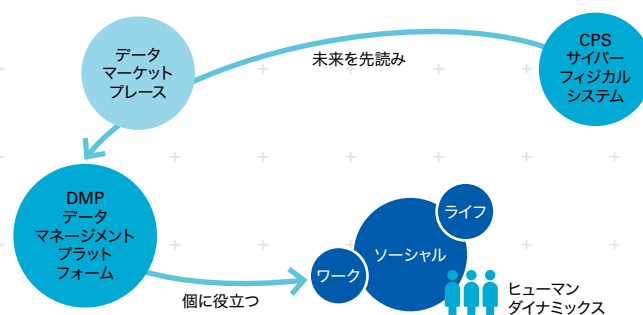 データ
マーケット
プレース
未来を先読み
CPS
サイバー
フィジカル
システム
DMP
データ
マネージメント
プラット
フォーム
個に役立つ
ワーク
ソーシャル
ライフ
ヒューマン
ダイナミックス